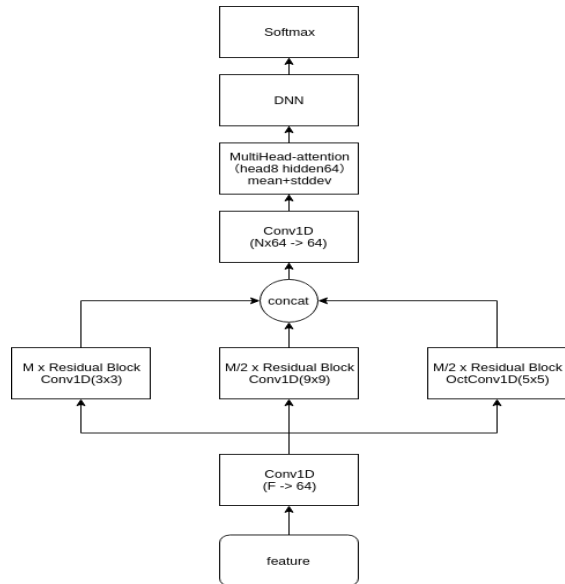 Softmax
DNN
MultiHead-attention
（head8 hidden64）
mean+stddev
Conv1D
(Nx64 -> 64)
concat
M x Residual Block
Conv1D(3x3)
M/2 x Residual Block
Conv1D(9x9)
M/2 x Residual Block
OctConv1D(5x5)
Conv1D
(F -> 64)
feature